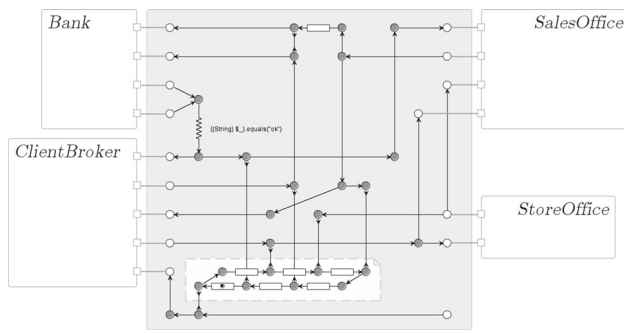 Bank
SalesOffice
((String) $_).equals("ok")
ClientBroker
StoreOffice